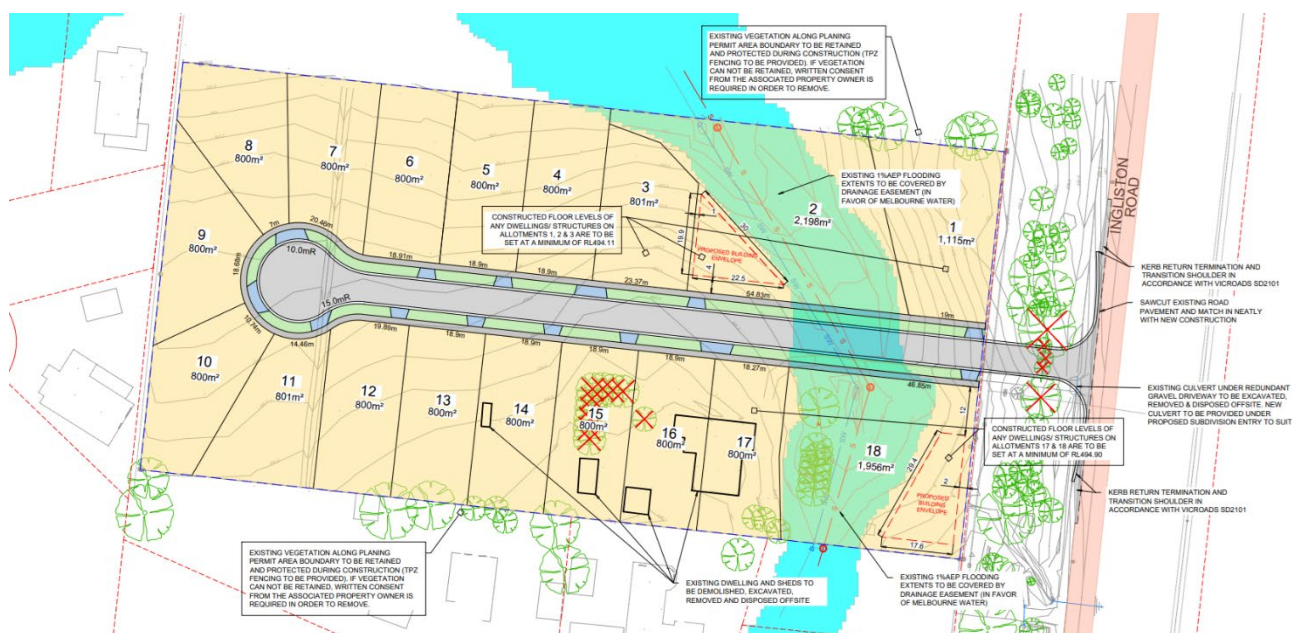 EXISTING VEGETATION ALONG PLANING
PERMIT AREA BOUNDARY TO BE RETAINED
AND PROTECTED DURING CONSTRUCTION (TPZ
FENCING TO BE PROVIDED). IF VEGETATION
CAN NOT BE RETAINED, WRITTEN CONSENT
FROM THE ASSOCIATED PROPERTY OWNER IS
REQUIRED IN ORDER TO REMOVE.
8
800m²
7
800m²
6
800m²
5
800m²
4
800m²
3
801m²
EXISTING 1%AEP FLOODING
EXTENTS TO BE COVERED BY
DRAINAGE EASEMENT (IN
FAVOR OF MELBOURNE WATER)
2
2,198m²
1
1,115m²
INGLISTON
ROAD
CONSTRUCTED FLOOR LEVELS OF
ANY DWELLINGS/ STRUCTURES ON
ALLOTMENTS 1, 2 & 3 ARE TO BE
SET AT A MINIMUM OF RL494.11
19.9
30
4
22.5
PROPOSED BUILDING
ENVELOPE
9
800m²
7m
20.46m
18.68m
10.0mR
15.0mR
18.91m
18.9m
18.9m
23.37m
54.83m
19m
KERB RETURN TERMINATION AND
TRANSITION SHOULDER IN
ACCORDANCE WITH VICROADS SD2101
SAWCUT EXISTING ROAD
PAVEMENT AND MATCH IN NEATLY
WITH NEW CONSTRUCTION
10.74m
14.46m
19.89m
18.9m
18.9m
18.9m
18.9m
18.27m
46.85m
10
800m²
11
801m²
12
800m²
13
800m²
14
800m²
15
800m²
16
800m²
17
800m²
18
1,956m²
EXISTING CULVERT UNDER REDUNDANT
GRAVEL DRIVEWAY TO BE EXCAVATED,
REMOVED & DISPOSED OFFSITE. NEW
CULVERT TO BE PROVIDED UNDER
PROPOSED SUBDIVISION ENTRY TO SUIT
12
CONSTRUCTED FLOOR LEVELS OF
ANY DWELLINGS/ STRUCTURES ON
ALLOTMENTS 17 & 18 ARE TO BE
SET AT A MINIMUM OF RL494.90
29.4
2
17.6
PROPOSED
BUILDING
ENVELOPE
KERB RETURN TERMINATION AND
TRANSITION SHOULDER IN
ACCORDANCE WITH VICROADS SD2101
EXISTING VEGETATION ALONG PLANING
PERMIT AREA BOUNDARY TO BE RETAINED
AND PROTECTED DURING CONSTRUCTION (TPZ
FENCING TO BE PROVIDED). IF VEGETATION
CAN NOT BE RETAINED, WRITTEN CONSENT
FROM THE ASSOCIATED PROPERTY OWNER IS
REQUIRED IN ORDER TO REMOVE.
EXISTING DWELLING AND SHEDS TO
BE DEMOLISHED, EXCAVATED,
REMOVED AND DISPOSED OFFSITE
EXISTING 1%AEP FLOODING
EXTENTS TO BE COVERED BY
DRAINAGE EASEMENT (IN FAVOR
OF MELBOURNE WATER)